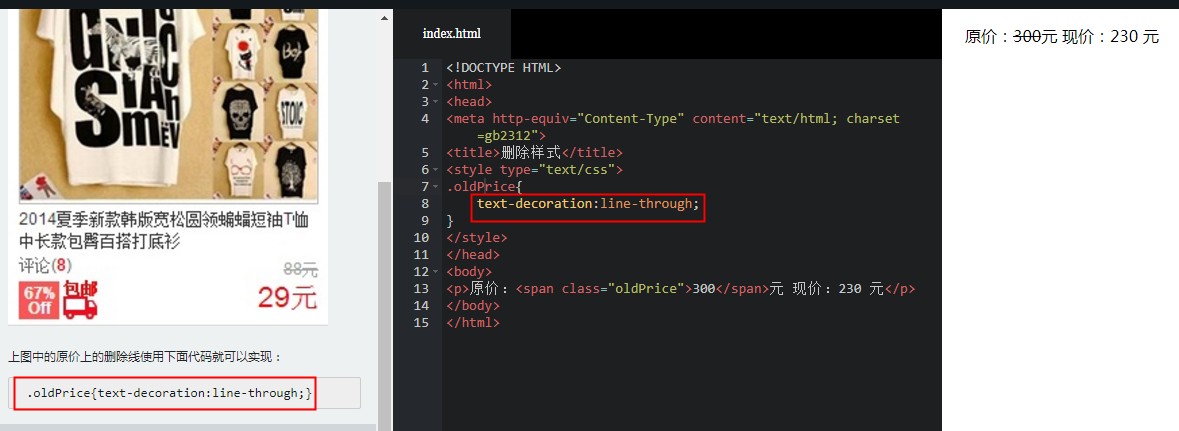 2014夏季新款韩版宽松圆领蝙蝠短袖T恤
中长款包臀百搭打底衫
评论(8)
88元
67%
Off
包邮
29元
上图中的原价上的删除线使用下面代码就可以实现：
.oldPrice{text-decoration:line-through;}
index.html
1 <!DOCTYPE HTML>
2 <html>
3 <head>
4 <meta http-equiv="Content-Type" content="text/html; charset
=gb2312">
5 <title>删除样式</title>
6 <style type="text/css">
7 .oldPrice{
8 text-decoration:line-through;
9 }
10 </style>
11 </head>
12 <body>
13 <p>原价：<span class="oldPrice">300</span>元 现价：230 元</p>
14 </body>
15 </html>
原价：300元 现价：230 元